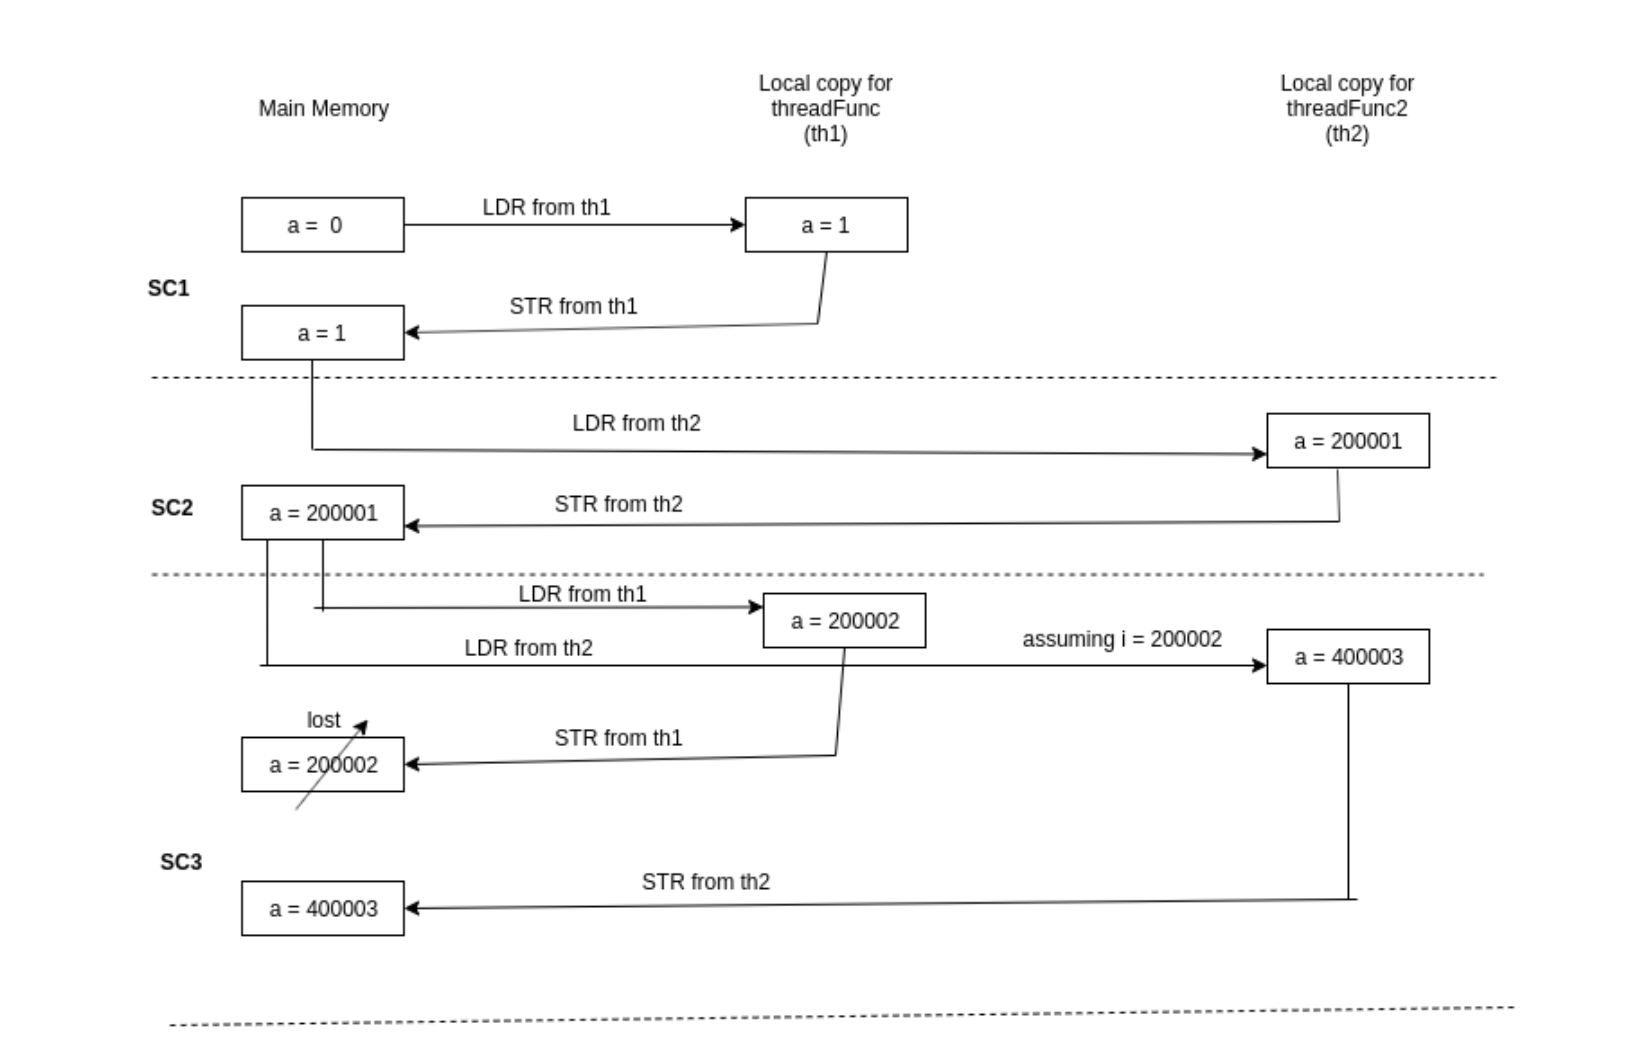 Main Memory
Local copy for
threadFunc
(th1)
Local copy for
threadFunc2
(th2)
a = 0
LDR from th1
a = 1
SC1
STR from th1
a = 1
LDR from th2
a = 200001
SC2
a = 200001
STR from th2
LDR from th1
a = 200002
LDR from th2
assuming i = 200002
a = 400003
lost
a = 200002
STR from th1
SC3
STR from th2
a = 400003